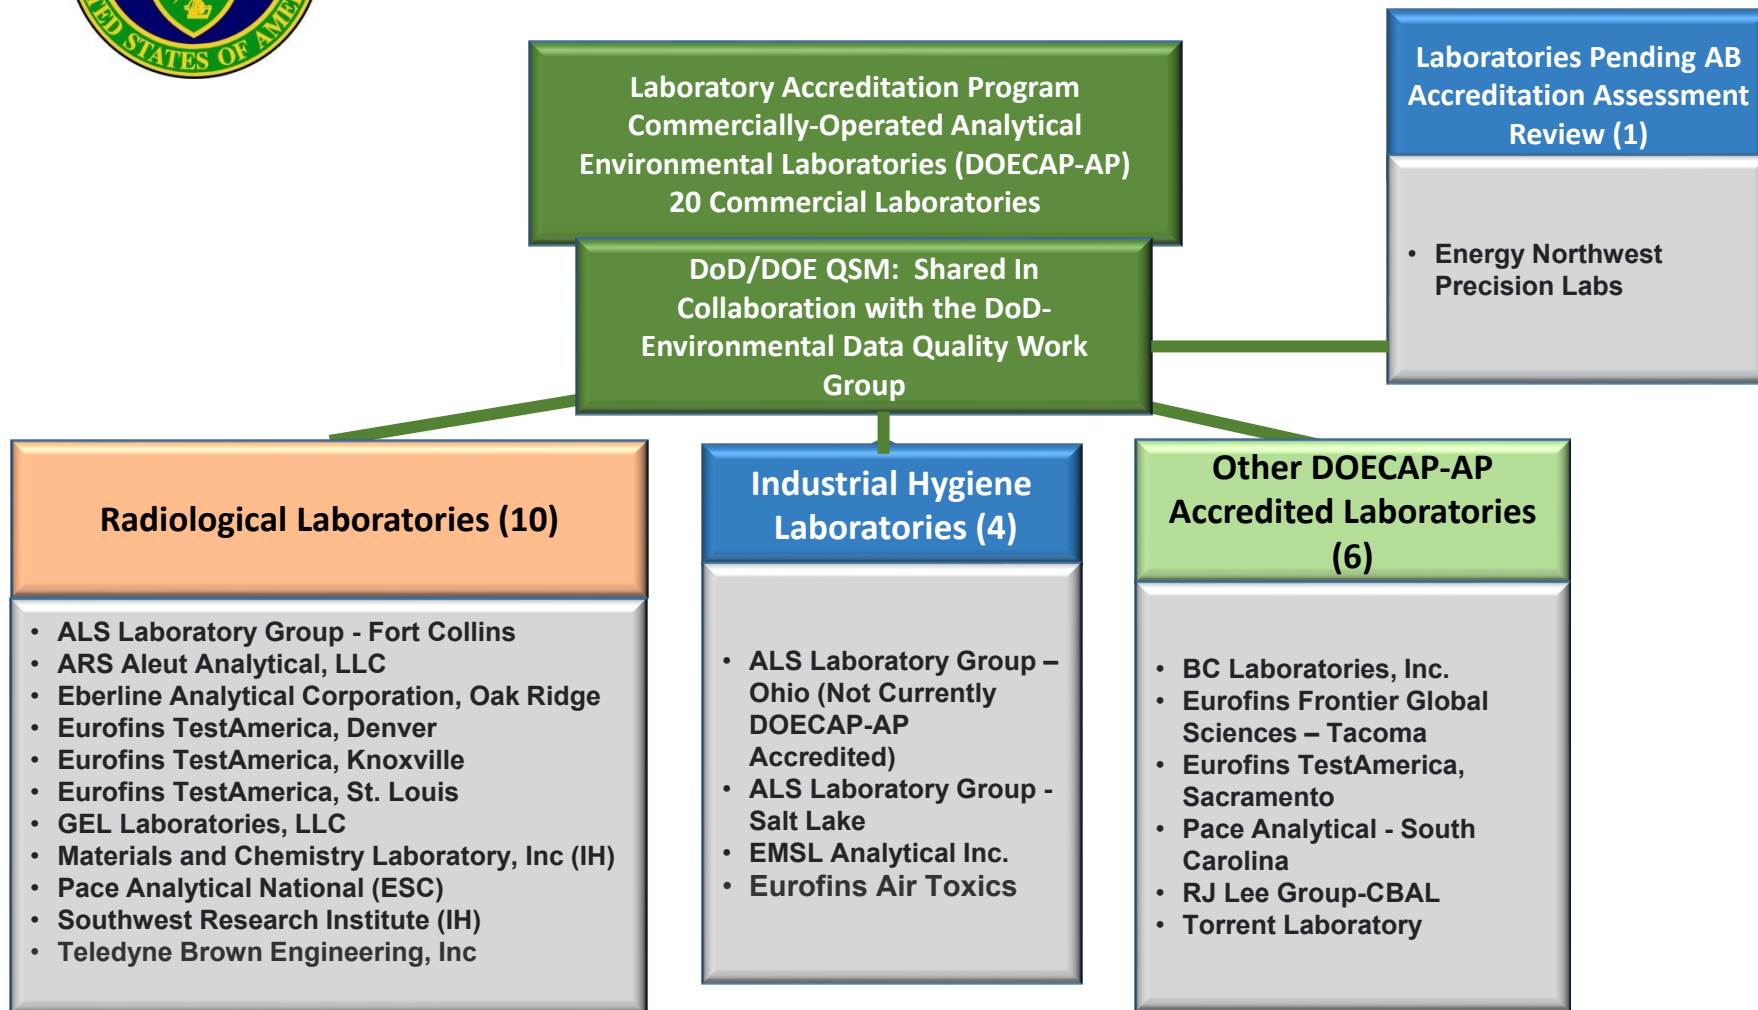 UNITED STATES OF AMERICA
Laboratory Accreditation Program
Commercially-Operated Analytical
Environmental Laboratories (DOECAP-AP)
20 Commercial Laboratories
DoD/DOE QSM:  Shared In
Collaboration with the DoD-
Environmental Data Quality Work
Group
Laboratories Pending AB
Accreditation Assessment
Review (1)
• Energy Northwest
Precision Labs
Radiological Laboratories (10)
• ALS Laboratory Group - Fort Collins
• ARS Aleut Analytical, LLC
• Eberline Analytical Corporation, Oak Ridge
• Eurofins TestAmerica, Denver
• Eurofins TestAmerica, Knoxville
• Eurofins TestAmerica, St. Louis
• GEL Laboratories, LLC
• Materials and Chemistry Laboratory, Inc (IH)
• Pace Analytical National (ESC)
• Southwest Research Institute (IH)
• Teledyne Brown Engineering, Inc
Industrial Hygiene
Laboratories (4)
• ALS Laboratory Group –
Ohio (Not Currently
DOECAP-AP
Accredited)
• ALS Laboratory Group -
Salt Lake
• EMSL Analytical Inc.
• Eurofins Air Toxics
Other DOECAP-AP
Accredited Laboratories
(6)
• BC Laboratories, Inc.
• Eurofins Frontier Global
Sciences – Tacoma
• Eurofins TestAmerica,
Sacramento
• Pace Analytical - South
Carolina
• RJ Lee Group-CBAL
• Torrent Laboratory